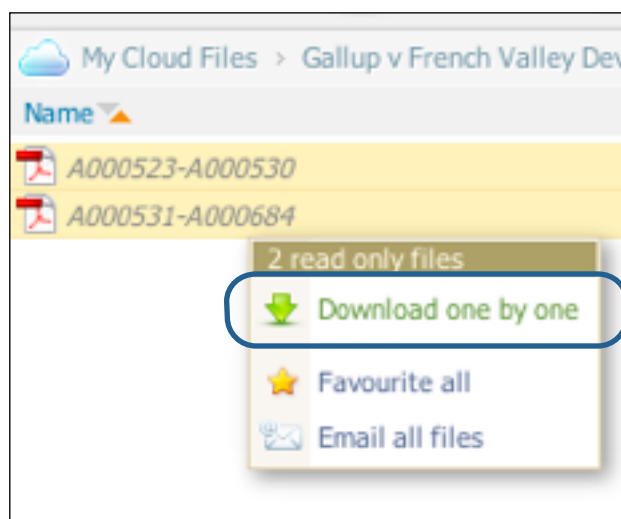 My Cloud Files > Gallup v French Valley Dev
Name
A000523-A000530
A000531-A000684
2 read only files
Download one by one
Favourite all
Email all files